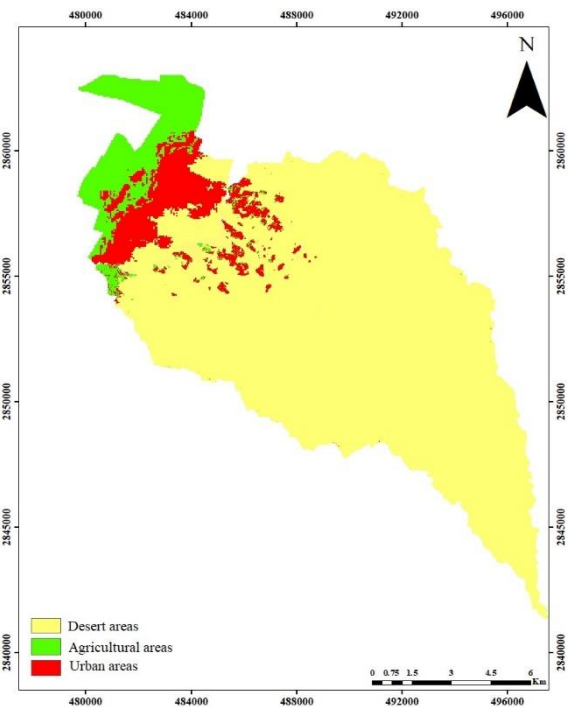 480000 484000 488000 492000 496000
N
2860000 2860000
2855000 2855000
2850000 2850000
2845000 2845000
2840000 2840000
Desert areas
Agricultural areas
Urban areas
0 0.75 1.5 3 4.5 6
Km
480000 484000 488000 492000 496000